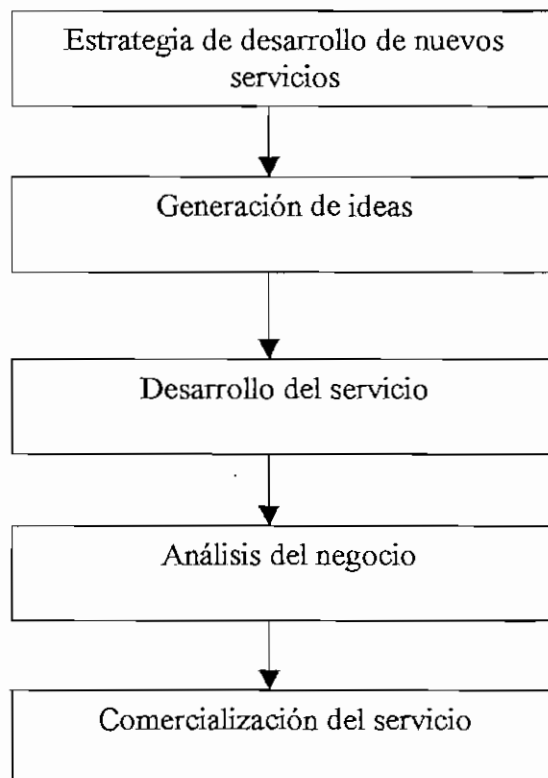 Estrategia de desarrollo de nuevos
servicios
Generación de ideas
Desarrollo del servicio
Análisis del negocio
Comercialización del servicio